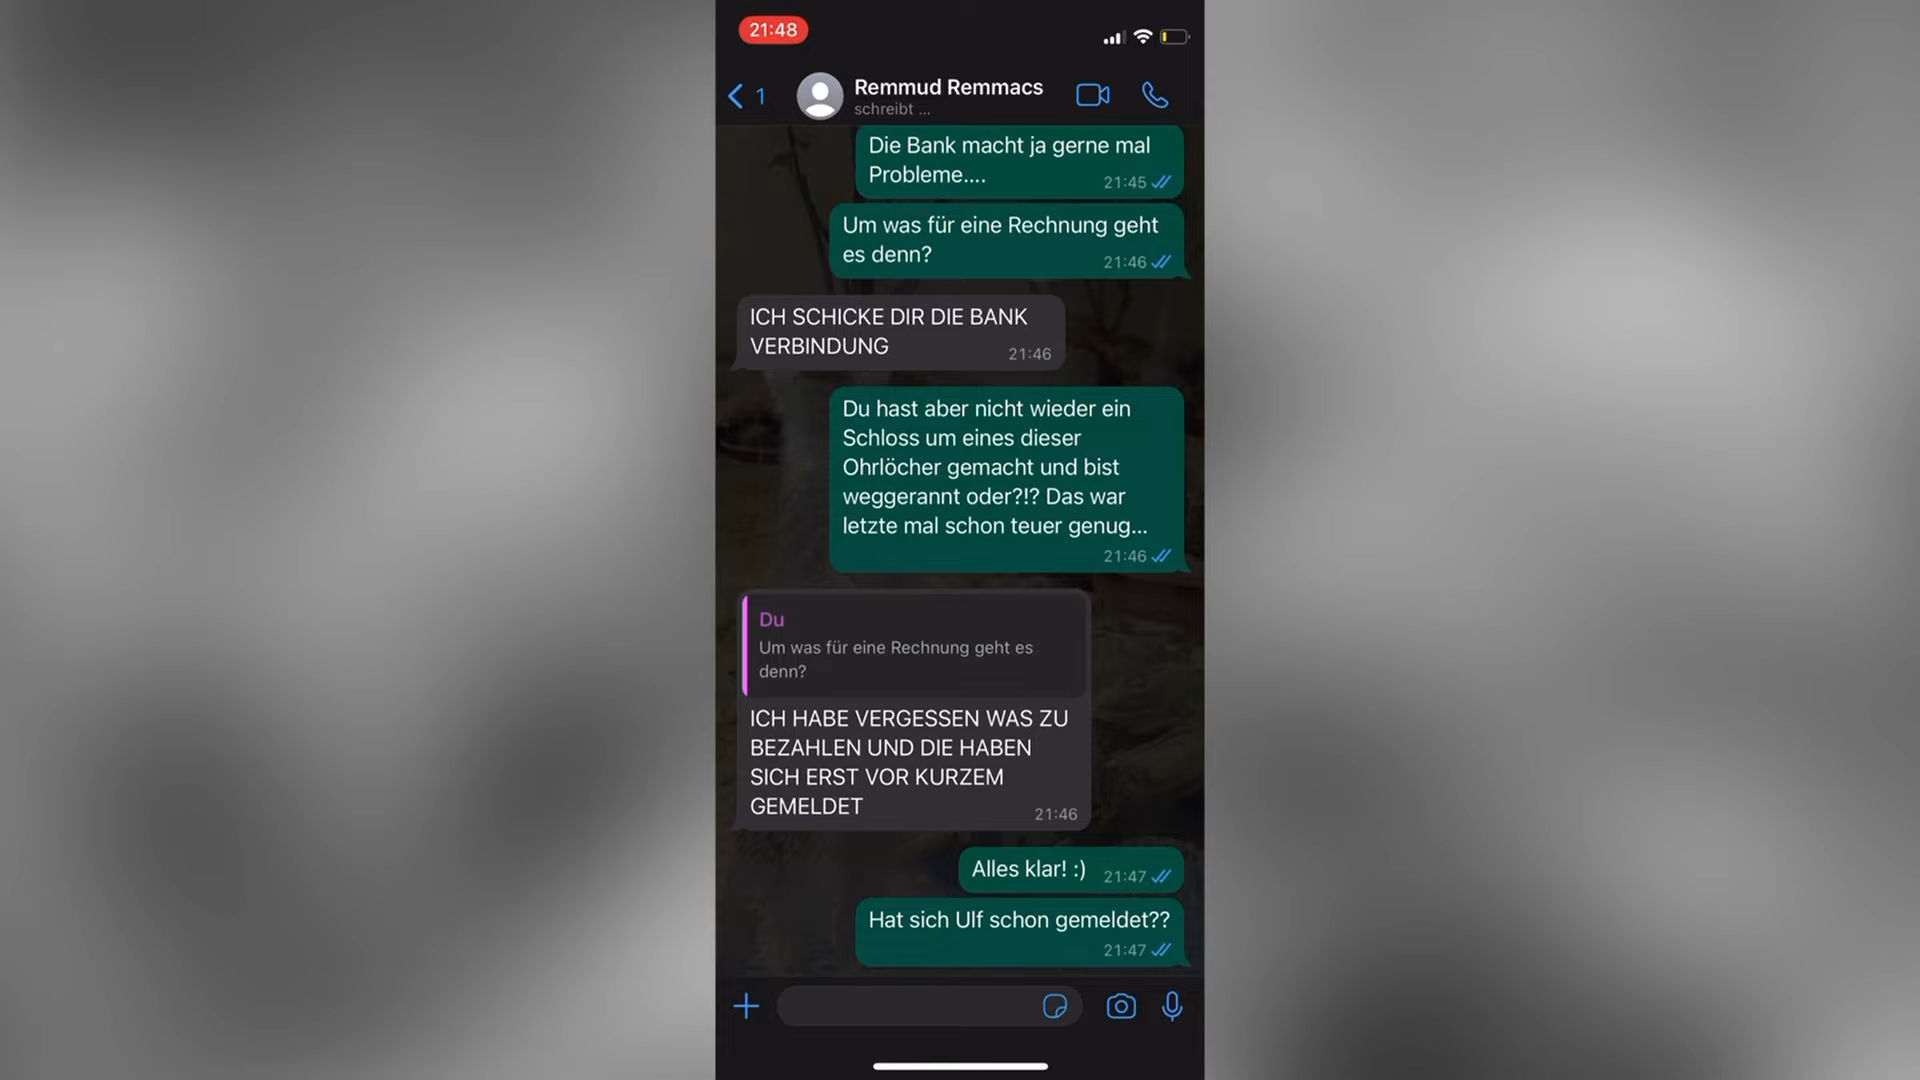 21:48
1
Remmud Remmacs
schreibt ...
Die Bank macht ja gerne mal
Probleme....
21:45
Um was für eine Rechnung geht
es denn?
21:46
ICH SCHICKE DIR DIE BANK
VERBINDUNG
21:46
Du hast aber nicht wieder ein
Schloss um eines dieser
Ohrlöcher gemacht und bist
weggerannt oder?!? Das war
letzte mal schon teuer genug...
21:46
Du
Um was für eine Rechnung geht es
denn?
ICH HABE VERGESSEN WAS ZU
BEZAHLEN UND DIE HABEN
SICH ERST VOR KURZEM
GEMELDET
21:46
Alles klar! :)
21:47
Hat sich Ulf schon gemeldet??
21:47